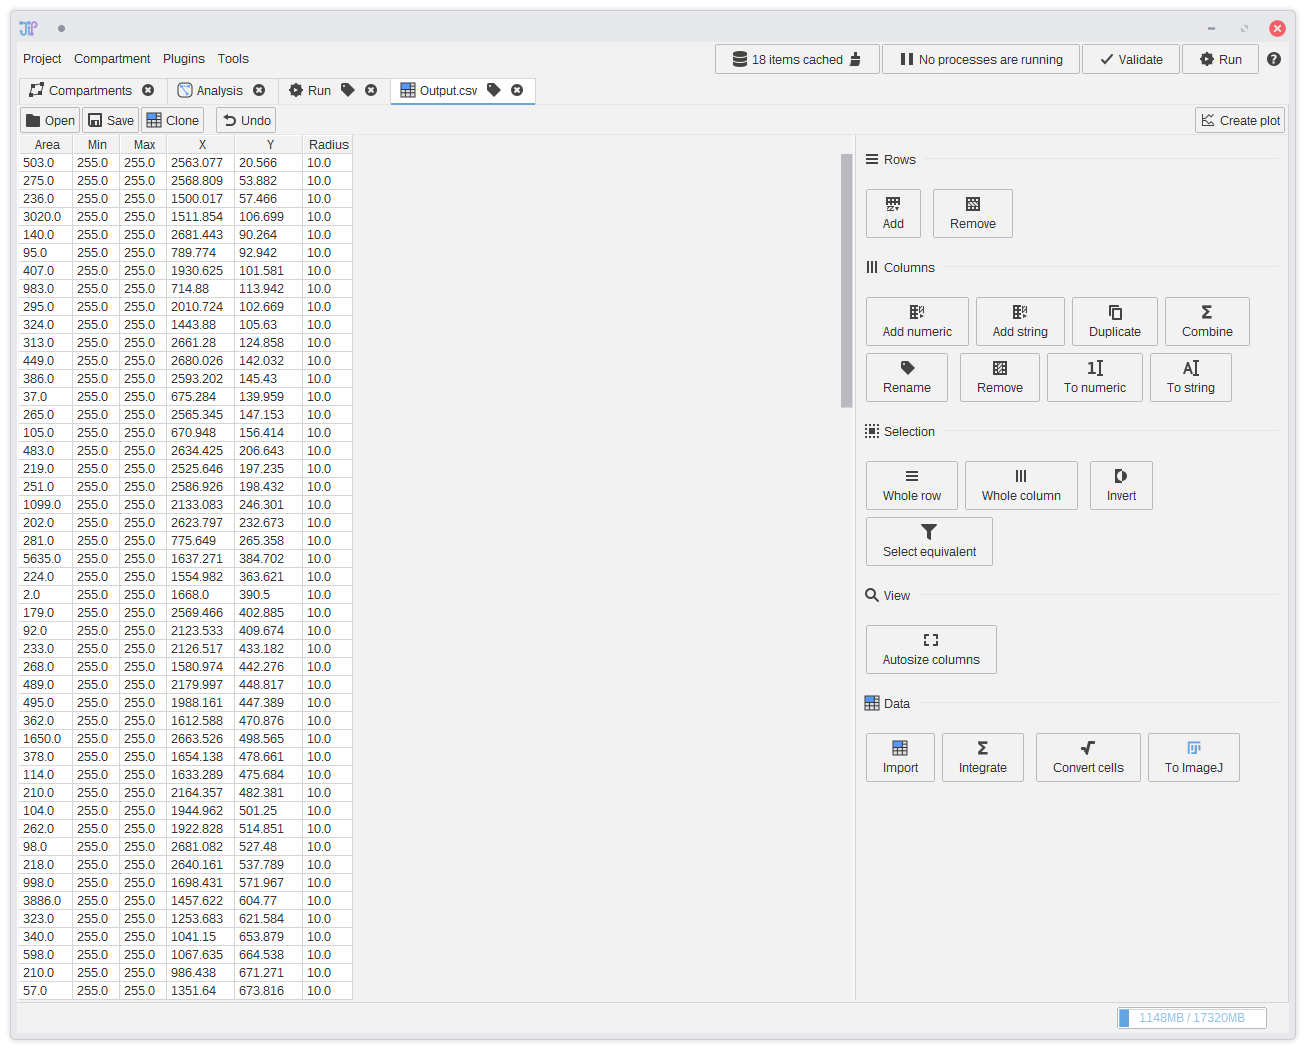 JIP
Project Compartment Plugins Tools 18 items cached No processes are running Validate Run
Compartments Analysis Run Output.csv
Open Save Clone Undo Create plot
Area Min Max X Y Radius
503.0 255.0 255.0 2563.077 20.566 10.0
275.0 255.0 255.0 2568.809 53.882 10.0
236.0 255.0 255.0 1500.017 57.466 10.0
3020.0 255.0 255.0 1511.854 106.699 10.0
140.0 255.0 255.0 2681.443 90.264 10.0
95.0 255.0 255.0 789.774 92.942 10.0
407.0 255.0 255.0 1930.625 101.581 10.0
983.0 255.0 255.0 714.88 113.942 10.0
295.0 255.0 255.0 2010.724 102.669 10.0
324.0 255.0 255.0 1443.88 105.63 10.0
313.0 255.0 255.0 2661.28 124.858 10.0
449.0 255.0 255.0 2680.026 142.032 10.0
386.0 255.0 255.0 2593.202 145.43 10.0
37.0 255.0 255.0 675.284 139.959 10.0
265.0 255.0 255.0 2565.345 147.153 10.0
105.0 255.0 255.0 670.948 156.414 10.0
483.0 255.0 255.0 2634.425 206.643 10.0
219.0 255.0 255.0 2525.646 197.235 10.0
251.0 255.0 255.0 2586.926 198.432 10.0
1099.0 255.0 255.0 2133.083 246.301 10.0
202.0 255.0 255.0 2623.797 232.673 10.0
281.0 255.0 255.0 775.649 265.358 10.0
5635.0 255.0 255.0 1637.271 384.702 10.0
224.0 255.0 255.0 1554.982 363.621 10.0
2.0 255.0 255.0 1668.0 390.5 10.0
179.0 255.0 255.0 2569.466 402.885 10.0
92.0 255.0 255.0 2123.533 409.674 10.0
233.0 255.0 255.0 2126.517 433.182 10.0
268.0 255.0 255.0 1580.974 442.276 10.0
489.0 255.0 255.0 2179.997 448.817 10.0
495.0 255.0 255.0 1988.161 447.389 10.0
362.0 255.0 255.0 1612.588 470.876 10.0
1650.0 255.0 255.0 2663.526 498.565 10.0
378.0 255.0 255.0 1654.138 478.661 10.0
114.0 255.0 255.0 1633.289 475.684 10.0
210.0 255.0 255.0 2164.357 482.381 10.0
104.0 255.0 255.0 1944.962 501.25 10.0
262.0 255.0 255.0 1922.828 514.851 10.0
98.0 255.0 255.0 2681.082 527.48 10.0
218.0 255.0 255.0 2640.161 537.789 10.0
998.0 255.0 255.0 1698.431 571.967 10.0
3886.0 255.0 255.0 1457.622 604.77 10.0
323.0 255.0 255.0 1253.683 621.584 10.0
340.0 255.0 255.0 1041.15 653.879 10.0
598.0 255.0 255.0 1067.635 664.538 10.0
210.0 255.0 255.0 986.438 671.271 10.0
57.0 255.0 255.0 1351.64 673.816 10.0
Rows
Add Remove
Columns
Add numeric Add string Duplicate Combine
Rename Remove To numeric To string
Selection
Whole row Whole column Invert
Select equivalent
View
Autosize columns
Data
Import Integrate Convert cells To ImageJ
1148MB / 17320MB